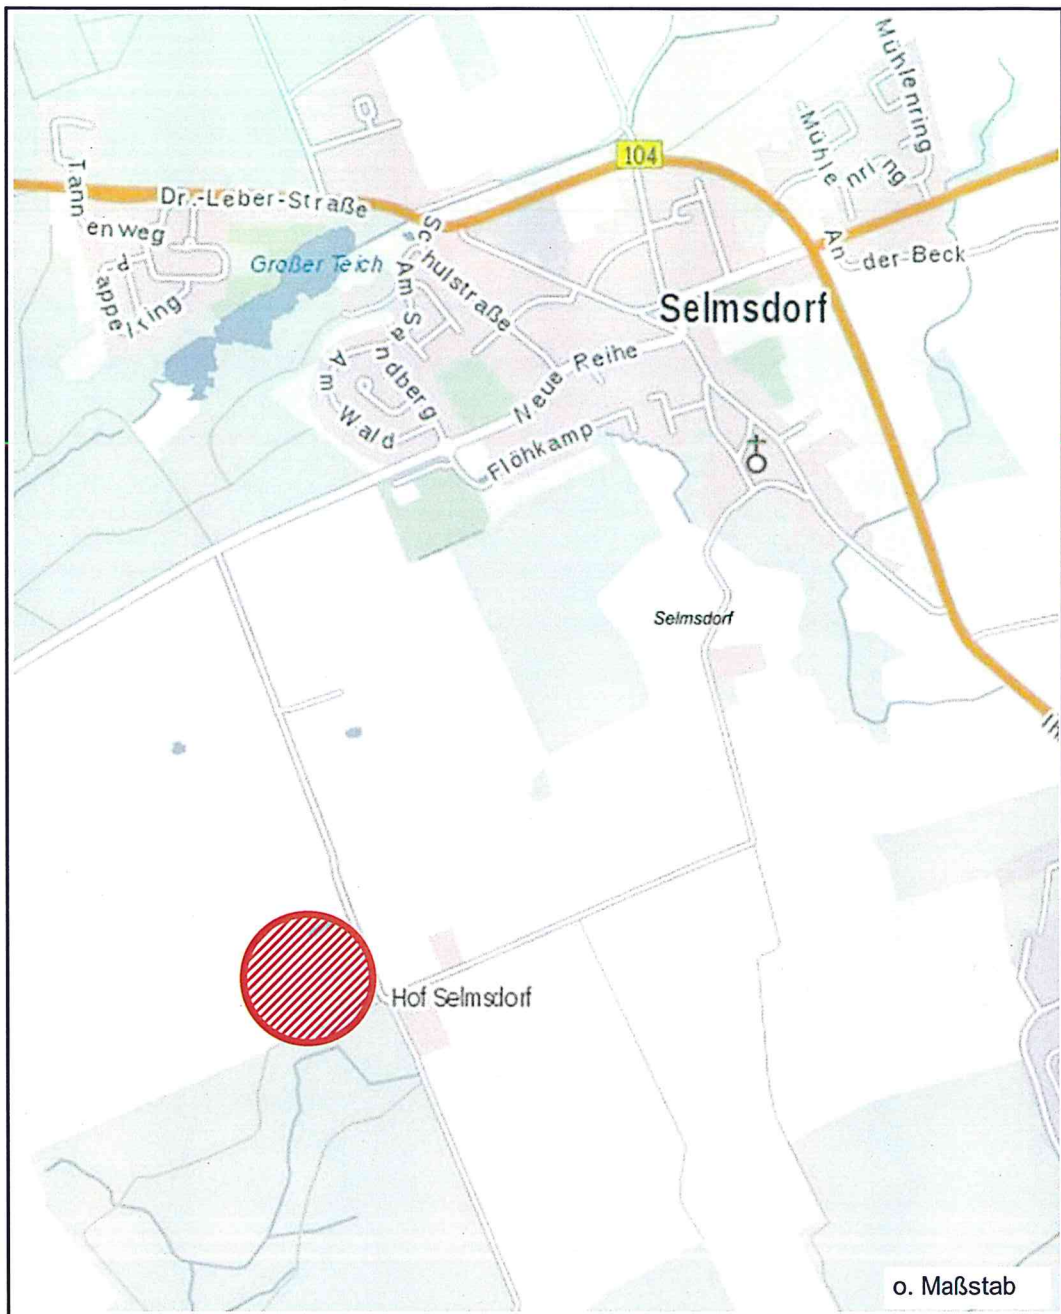 Mühlenring
104
Mühlenring
Tannenweg
Dr.-Leber-Straße
Schulstraße
An-der-Beck
Großer Teich
Pappelring
Am-Sandberg
Selmsdorf
Am Wald
Neue Reihe
Flöhkamp
Selmsdorf
Hof Selmsdorf
o. Maßstab